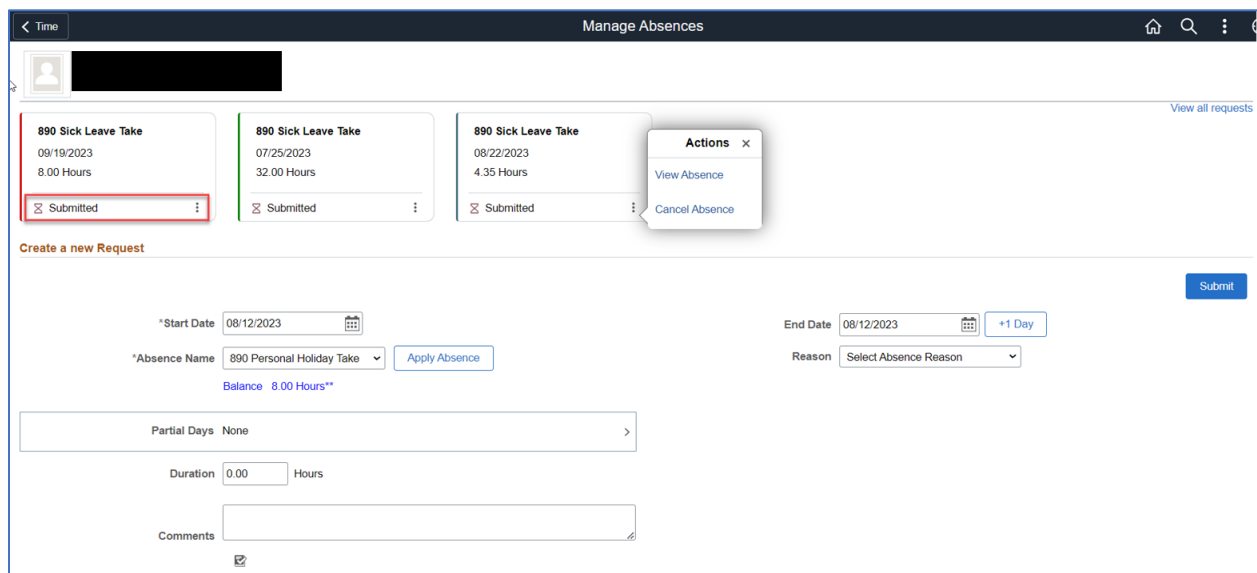 Time
Manage Absences
View all requests
890 Sick Leave Take
09/19/2023
8.00 Hours
Submitted
890 Sick Leave Take
07/25/2023
32.00 Hours
Submitted
890 Sick Leave Take
08/22/2023
4.35 Hours
Submitted
Actions ×
View Absence
Cancel Absence
Create a new Request
Submit
*Start Date 08/12/2023
End Date 08/12/2023 +1 Day
*Absence Name 890 Personal Holiday Take Apply Absence
Reason Select Absence Reason
Balance 8.00 Hours**
Partial Days None
Duration 0.00 Hours
Comments